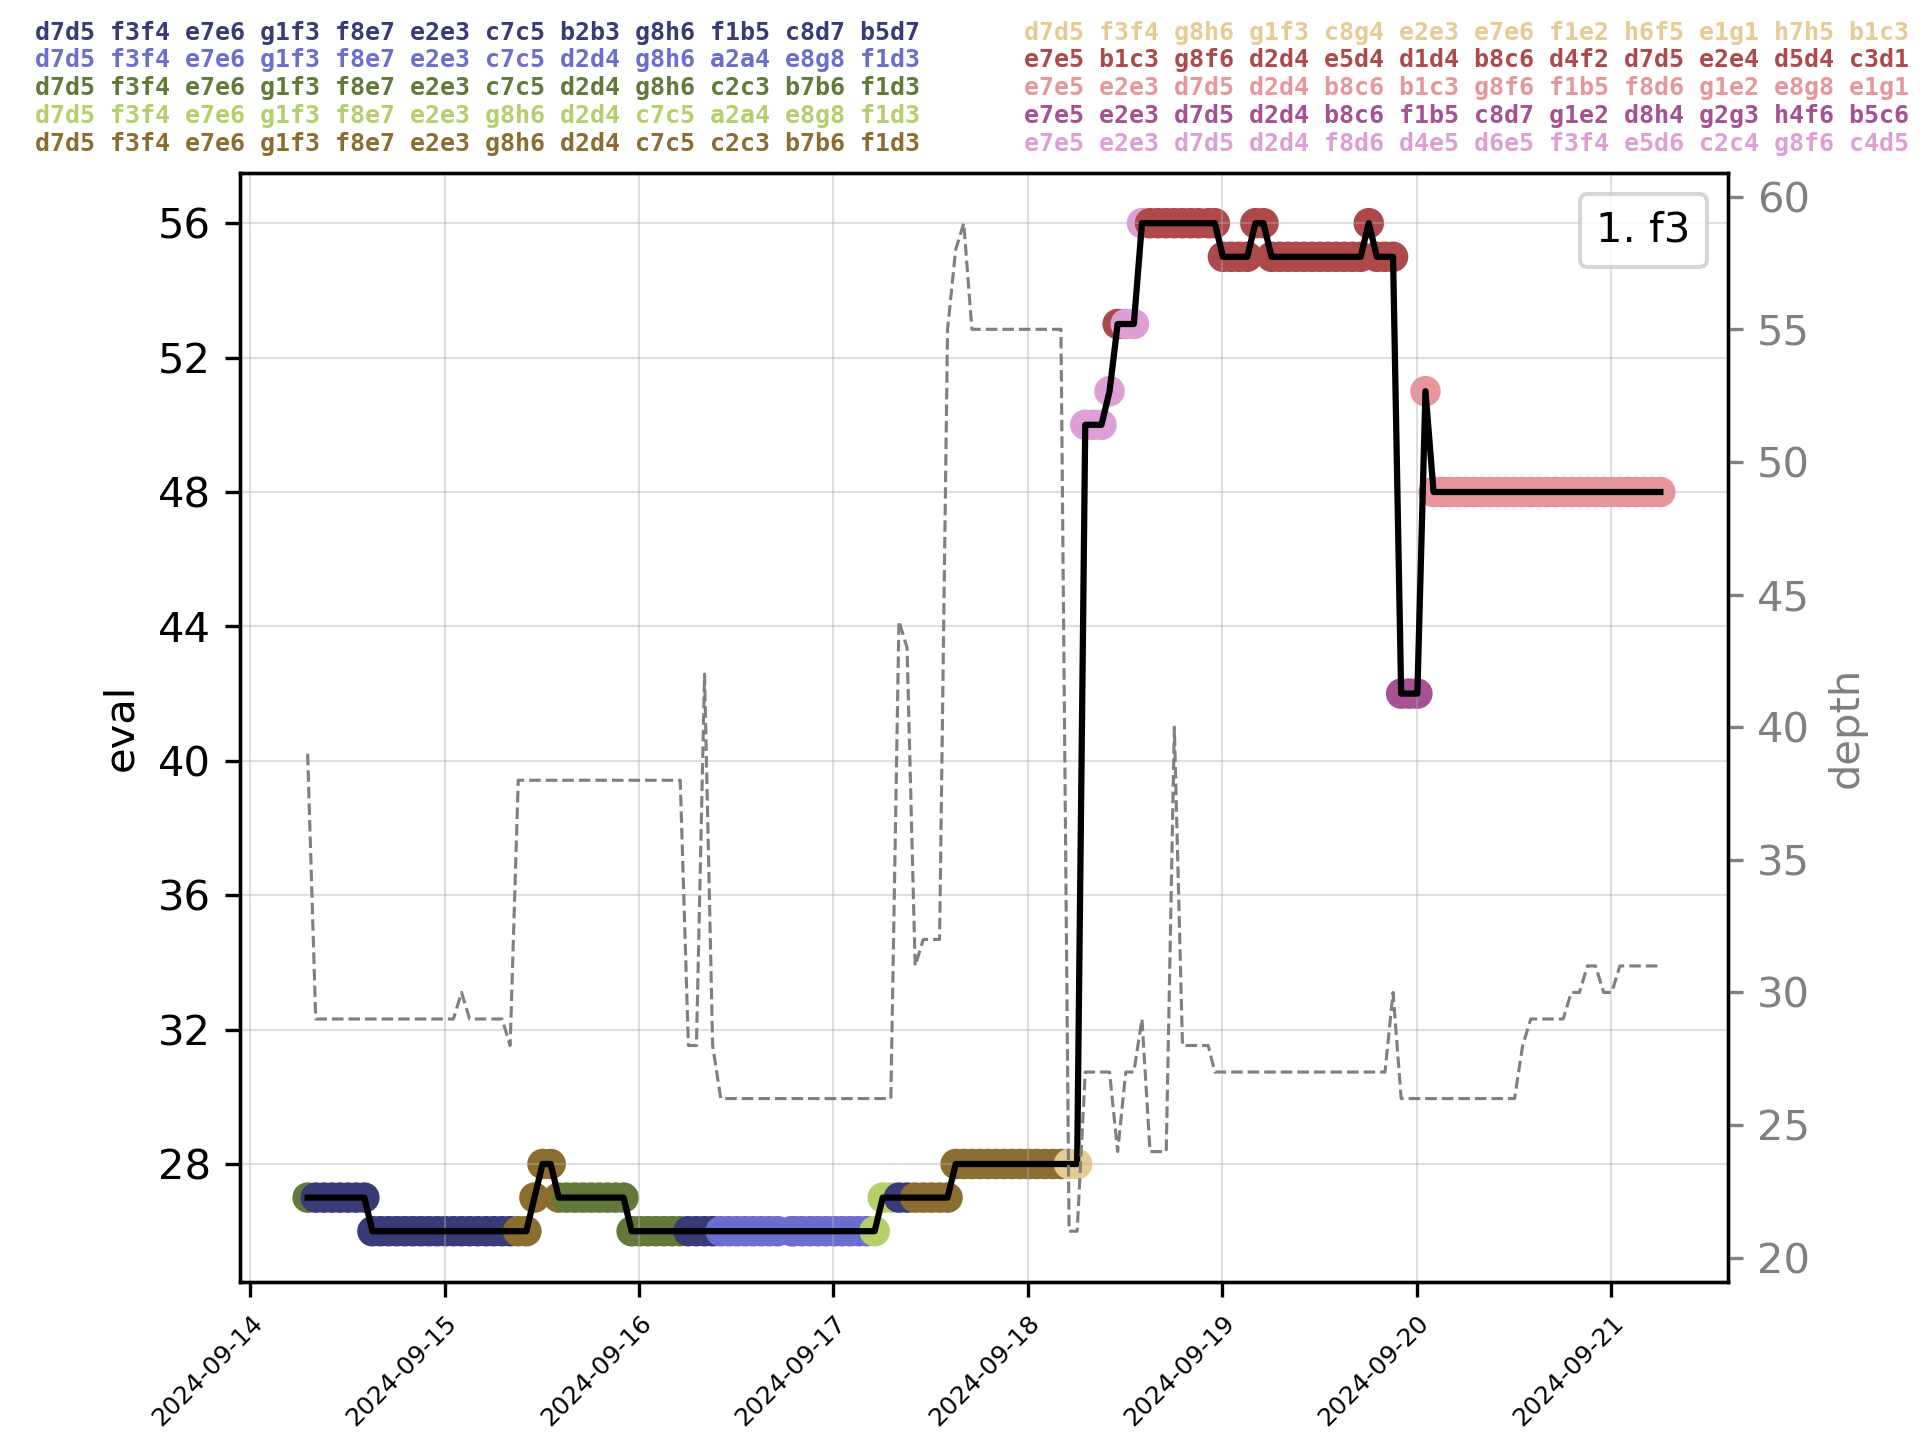 d7d5 f3f4 e7e6 g1f3 f8e7 e2e3 c7c5 b2b3 g8h6 f1b5 c8d7 b5d7
d7d5 f3f4 e7e6 g1f3 f8e7 e2e3 c7c5 d2d4 g8h6 a2a4 e8g8 f1d3
d7d5 f3f4 e7e6 g1f3 f8e7 e2e3 c7c5 d2d4 g8h6 c2c3 b7b6 f1d3
d7d5 f3f4 e7e6 g1f3 f8e7 e2e3 g8h6 d2d4 c7c5 a2a4 e8g8 f1d3
d7d5 f3f4 e7e6 g1f3 f8e7 e2e3 g8h6 d2d4 c7c5 c2c3 b7b6 f1d3
d7d5 f3f4 g8h6 g1f3 c8g4 e2e3 e7e6 f1e2 h6f5 e1g1 h7h5 b1c3
e7e5 b1c3 g8f6 d2d4 e5d4 d1d4 b8c6 d4f2 d7d5 e2e4 d5d4 c3d1
e7e5 e2e3 d7d5 d2d4 b8c6 b1c3 g8f6 f1b5 f8d6 g1e2 e8g8 e1g1
e7e5 e2e3 d7d5 d2d4 b8c6 f1b5 c8d7 g1e2 d8h4 g2g3 h4f6 b5c6
e7e5 e2e3 d7d5 d2d4 f8d6 d4e5 d6e5 f3f4 e5d6 c2c4 g8f6 c4d5
1. f3
eval
56
52
48
44
40
36
32
28
depth
60
55
50
45
40
35
30
25
20
2024-09-14
2024-09-15
2024-09-16
2024-09-17
2024-09-18
2024-09-19
2024-09-20
2024-09-21